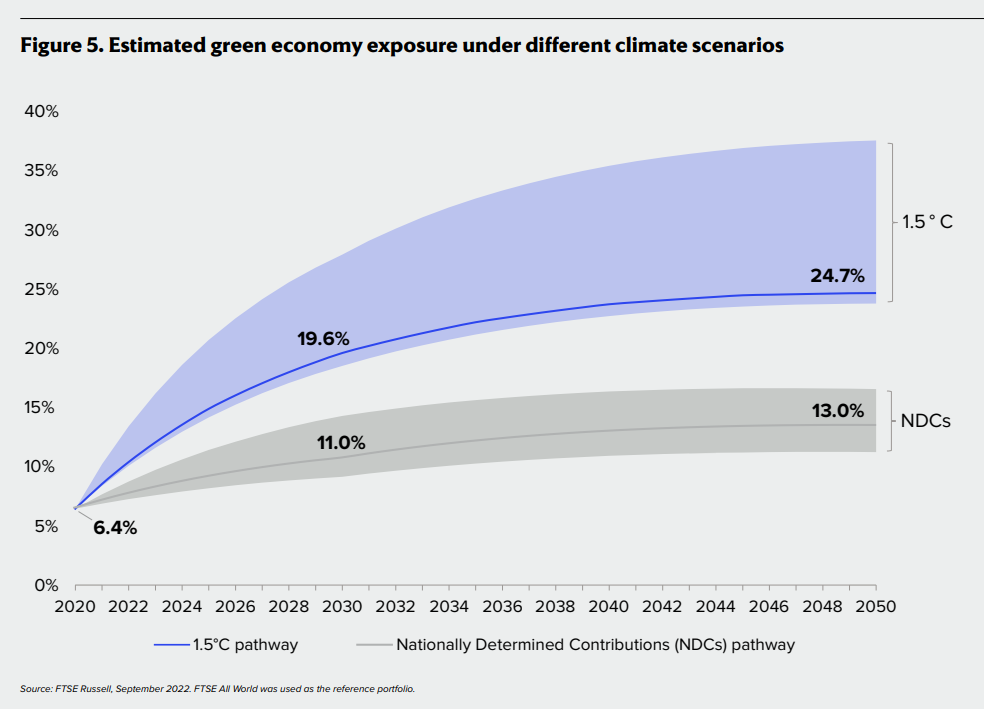 Figure 5. Estimated green economy exposure under different climate scenarios
40%
35%
30%
25%
20%
15%
10%
5%
0%
1.5° C
24.7%
19.6%
NDCs
13.0%
11.0%
6.4%
2020 2022 2024 2026 2028 2030 2032 2034 2036 2038 2040 2042 2044 2046 2048 2050
1.5°C pathway
Nationally Determined Contributions (NDCs) pathway
Source: FTSE Russell, September 2022. FTSE All World was used as the reference portfolio.